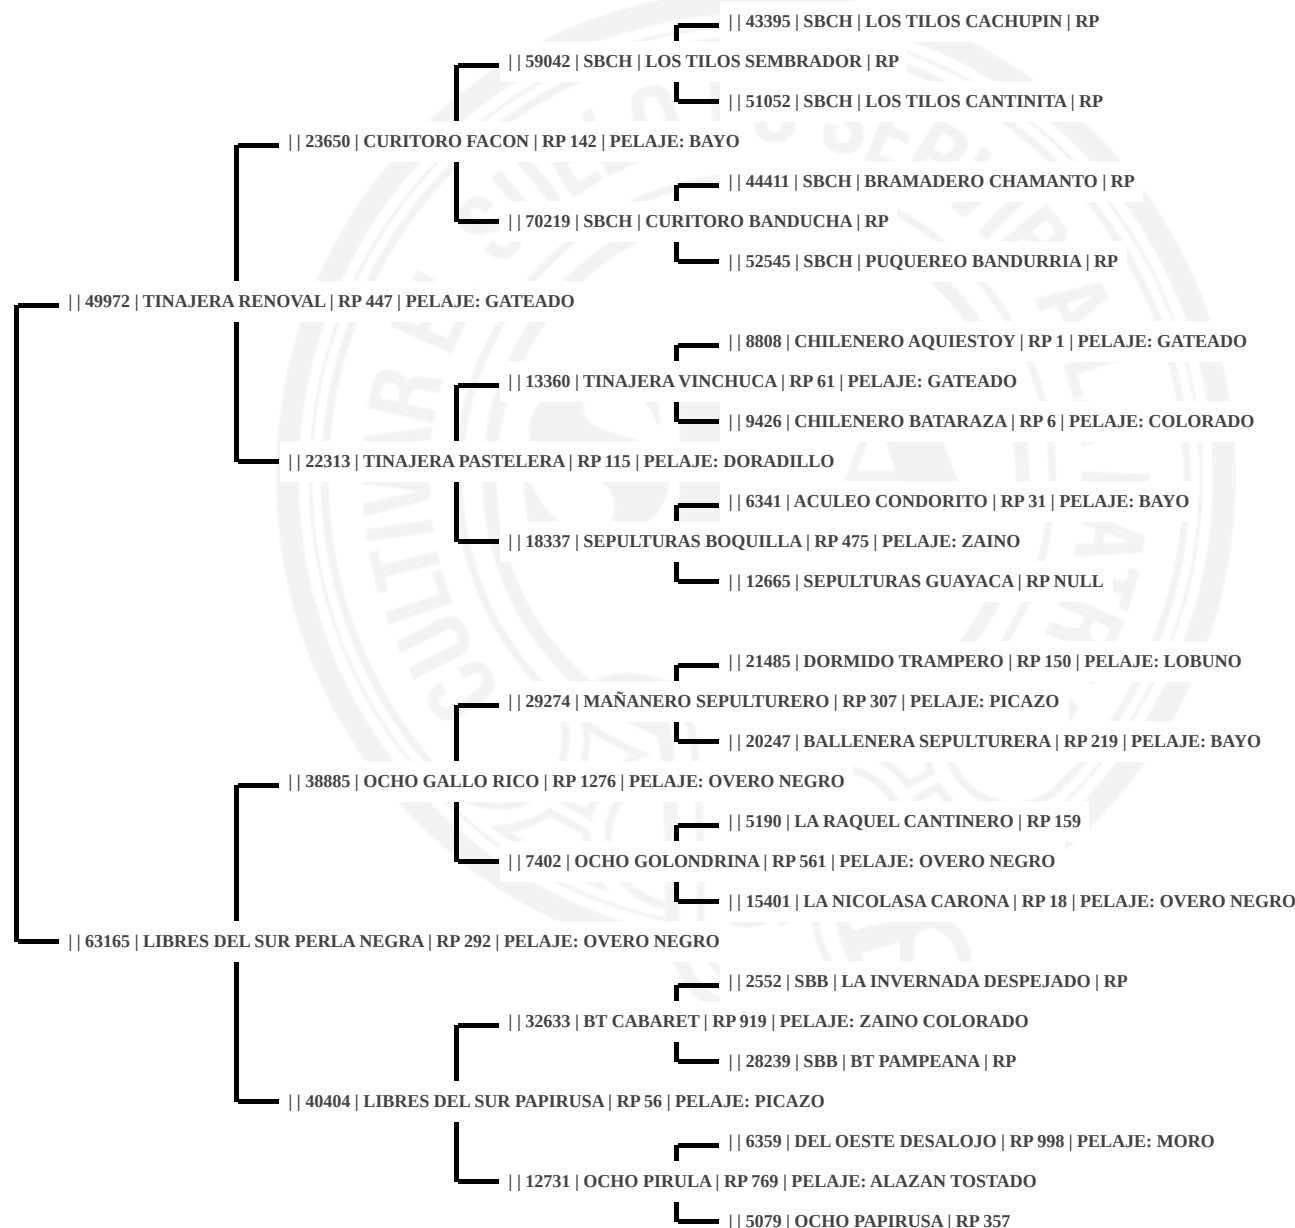 | | 43395 | SBCH | LOS TILOS CACHUPIN | RP
| | 59042 | SBCH | LOS TILOS SEMBRADOR | RP
| | 51052 | SBCH | LOS TILOS CANTINITA | RP
| | 23650 | CURITORO FACON | RP 142 | PELAJE: BAYO
| | 44411 | SBCH | BRAMADERO CHAMANTO | RP
| | 70219 | SBCH | CURITORO BANDUCHA | RP
| | 52545 | SBCH | PUQUEREO BANDURRIA | RP
| | 49972 | TINAJERA RENOVAL | RP 447 | PELAJE: GATEADO
| | 8808 | CHILENERO AQUIESTOY | RP 1 | PELAJE: GATEADO
| | 13360 | TINAJERA VINCHUCA | RP 61 | PELAJE: GATEADO
| | 9426 | CHILENERO BATARAZA | RP 6 | PELAJE: COLORADO
| | 22313 | TINAJERA PASTELERA | RP 115 | PELAJE: DORADILLO
| | 6341 | ACULEO CONDORITO | RP 31 | PELAJE: BAYO
| | 18337 | SEPULTURAS BOQUILLA | RP 475 | PELAJE: ZAINO
| | 12665 | SEPULTURAS GUAYACA | RP NULL
| | 21485 | DORMIDO TRAMPERO | RP 150 | PELAJE: LOBUNO
| | 29274 | MAÑANERO SEPULTURERO | RP 307 | PELAJE: PICAZO
| | 20247 | BALLENERA SEPULTURERA | RP 219 | PELAJE: BAYO
| | 38885 | OCHO GALLO RICO | RP 1276 | PELAJE: OVERO NEGRO
| | 5190 | LA RAQUEL CANTINERO | RP 159
| | 7402 | OCHO GOLONDRINA | RP 561 | PELAJE: OVERO NEGRO
| | 15401 | LA NICOLASA CARONA | RP 18 | PELAJE: OVERO NEGRO
| | 63165 | LIBRES DEL SUR PERLA NEGRA | RP 292 | PELAJE: OVERO NEGRO
| | 2552 | SBB | LA INVERNADA DESPEJADO | RP
| | 32633 | BT CABARET | RP 919 | PELAJE: ZAINO COLORADO
| | 28239 | SBB | BT PAMPEANA | RP
| | 40404 | LIBRES DEL SUR PAPIRUSA | RP 56 | PELAJE: PICAZO
| | 6359 | DEL OESTE DESALOJO | RP 998 | PELAJE: MORO
| | 12731 | OCHO PIRULA | RP 769 | PELAJE: ALAZAN TOSTADO
| | 5079 | OCHO PAPIRUSA | RP 357